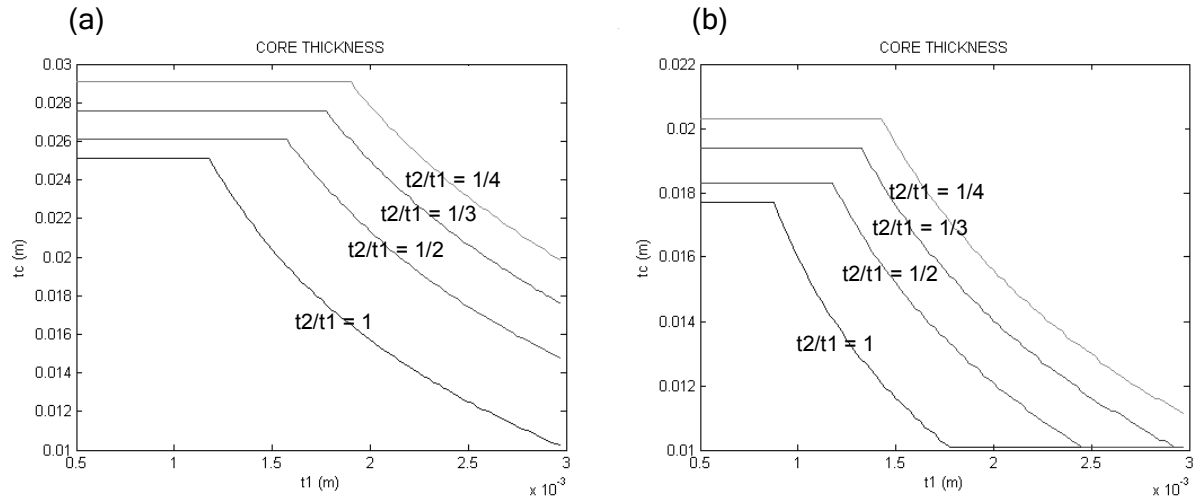 (a)
CORE THICKNESS
0.03
0.028
0.026
0.024
0.022
0.02
0.018
0.016
0.014
0.012
0.01
tc (m)
t2/t1 = 1/4
t2/t1 = 1/3
t2/t1 = 1/2
t2/t1 = 1
0.5
1
1.5
2
2.5
3
t1 (m)
x 10-3
(b)
CORE THICKNESS
0.022
0.02
0.018
0.016
0.014
0.012
0.01
tc (m)
t2/t1 = 1/4
t2/t1 = 1/3
t2/t1 = 1/2
t2/t1 = 1
0.5
1
1.5
2
2.5
3
t1 (m)
x 10-3